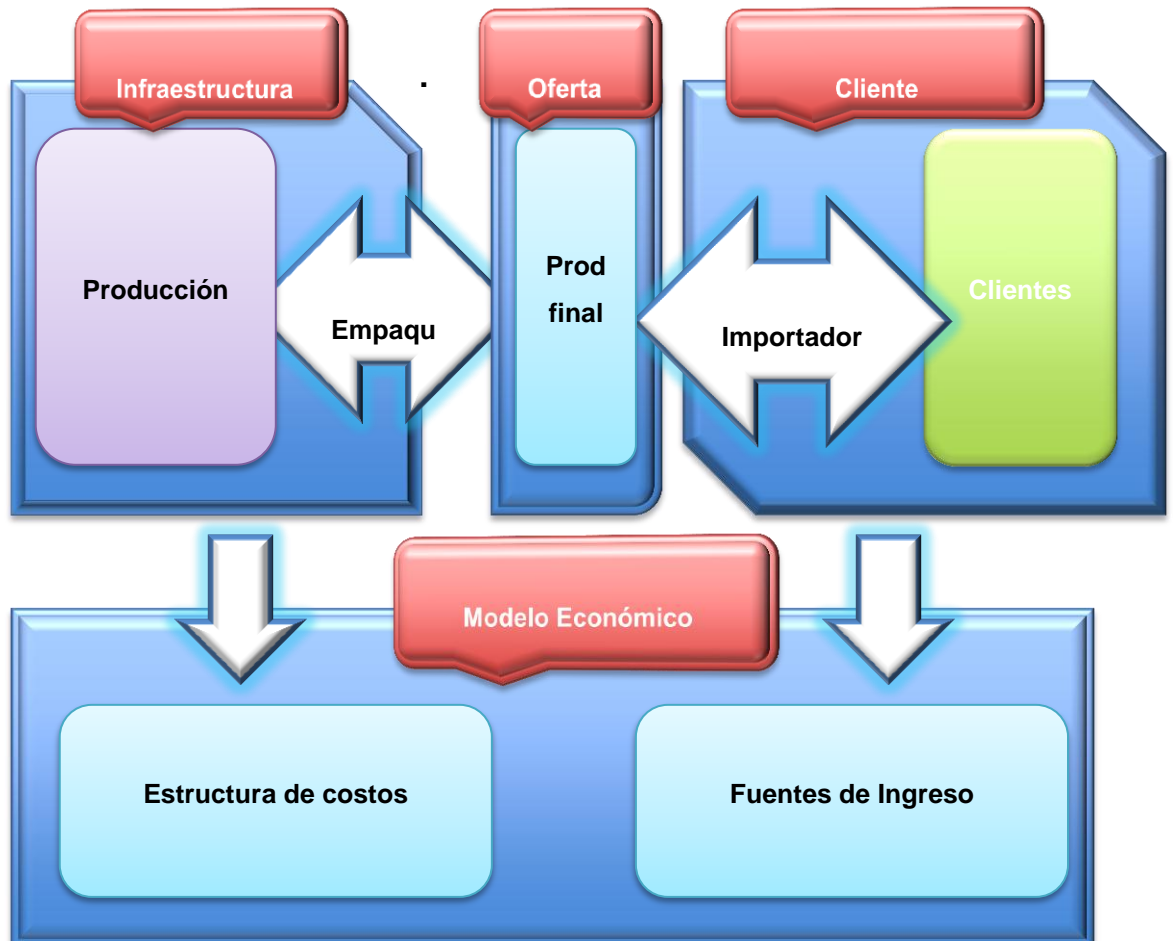 Infraestructura
.
Oferta
Cliente
Producción
Empaqu
Prod
final
Importador
Clientes
Modelo Económico
Estructura de costos
Fuentes de Ingreso